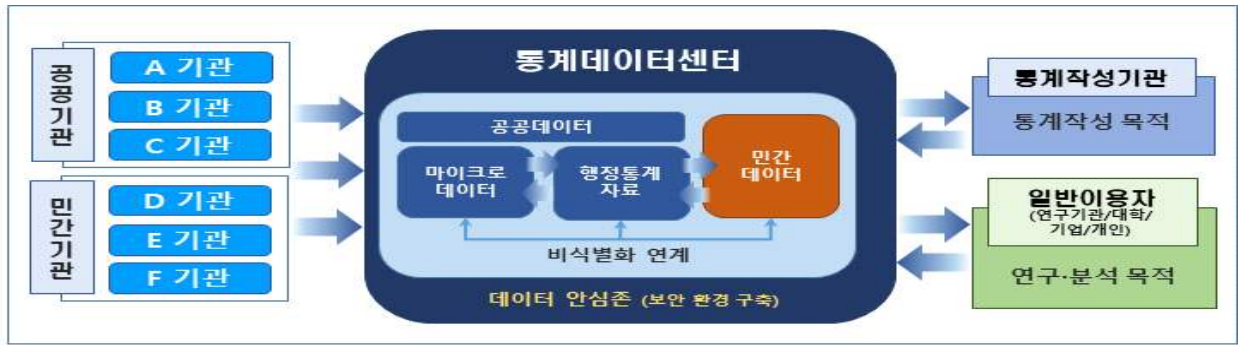 공공기관
A 기관
B 기관
C 기관
민간기관
D 기관
E 기관
F 기관
통계데이터센터
공공데이터
마이크로
데이터
행정통계
자료
민간
데이터
비식별화 연계
데이터 안심존 (보안 환경 구축)
통계작성기관
통계작성 목적
일반이용자
(연구기관/대학/
기업/개인)
연구·분석 목적